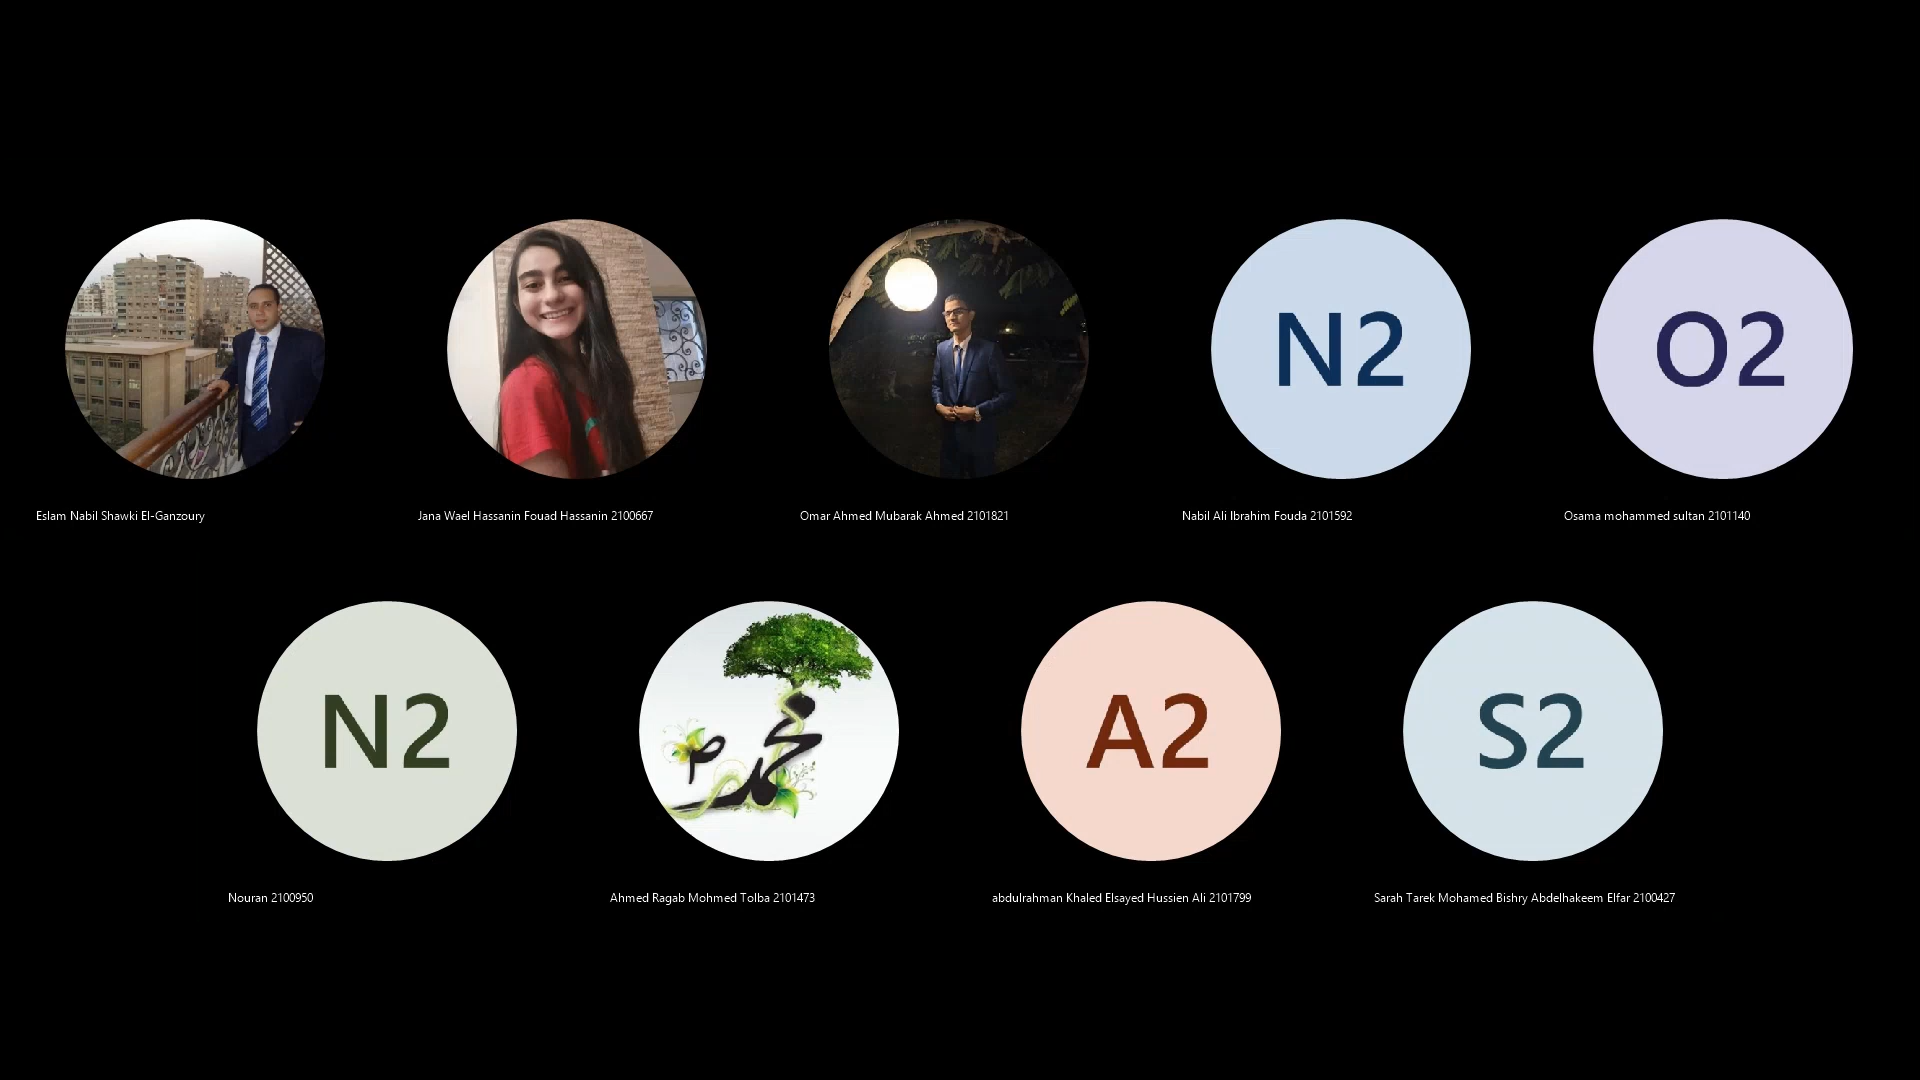 Eslam Nabil Shawki El-Ganzoury
Jana Wael Hassanin Fouad Hassanin 2100667
Omar Ahmed Mubarak Ahmed 2101821
N2
Nabil Ali Ibrahim Fouda 2101592
O2
Osama mohammed sultan 2101140
N2
Nouran 2100950
محمد
Ahmed Ragab Mohmed Tolba 2101473
A2
abdulrahman Khaled Elsayed Hussien Ali 2101799
S2
Sarah Tarek Mohamed Bishry Abdelhakeem Elfar 2100427